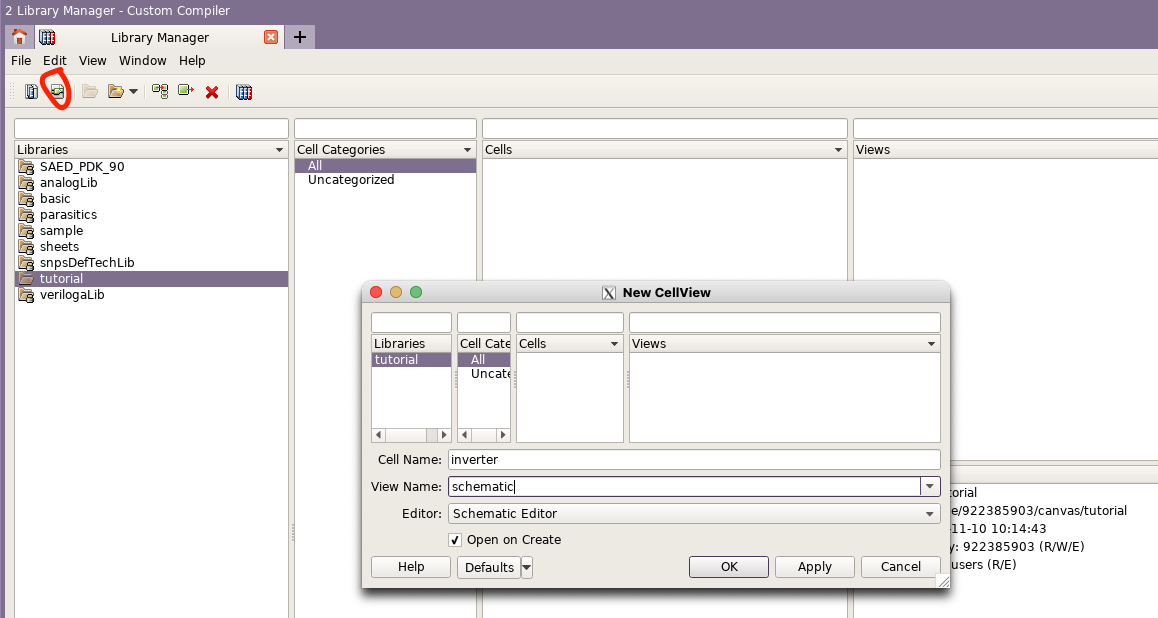 2 Library Manager - Custom Compiler
Library Manager
File Edit View Window Help
Libraries
Cell Categories
Cells
Views
SAED_PDK_90
analogLib
basic
parasitics
sample
sheets
snpsDefTechLib
tutorial
verilogaLib
All
Uncategorized
New CellView
Libraries
Cell Cate
Cells
Views
tutorial
All
Uncate
Cell Name: inverter
View Name: schematic
Editor: Schematic Editor
Open on Create
Help Defaults OK Apply Cancel
orial
e/922385903/canvas/tutorial
-11-10 10:14:43
y: 922385903 (R/W/E)
users (R/E)